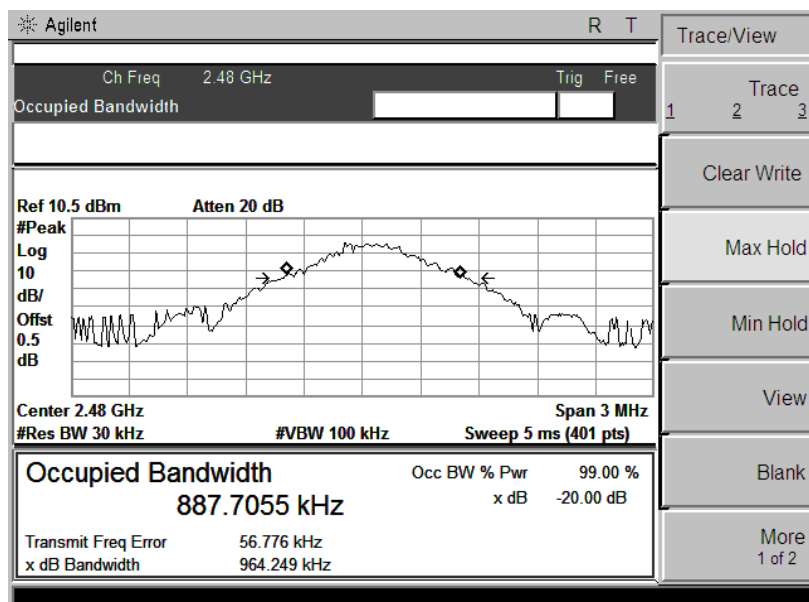 Agilent R T
Trace/View
Ch Freq 2.48 GHz Trig Free
Occupied Bandwidth
Trace
1 2 3
Clear Write
Max Hold
Min Hold
View
Blank
More
1 of 2
Ref 10.5 dBm Atten 20 dB
#Peak
Log
10
dB/
Offst
0.5
dB
Center 2.48 GHz Span 3 MHz
#Res BW 30 kHz #VBW 100 kHz Sweep 5 ms (401 pts)
Occupied Bandwidth Occ BW % Pwr 99.00 %
887.7055 kHz x dB -20.00 dB
Transmit Freq Error 56.776 kHz
x dB Bandwidth 964.249 kHz